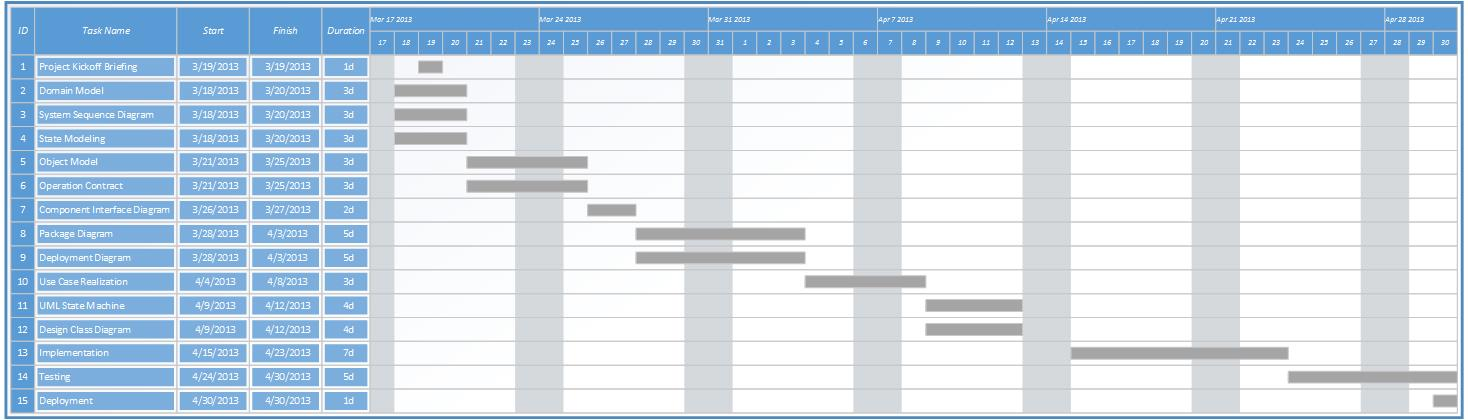 ID Task Name Start Finish Duration Mar 17 2013 Mar 24 2013 Mar 31 2013 Apr 7 2013 Apr 14 2013 Apr 21 2013 Apr 28 2013
17 18 19 20 21 22 23 24 25 26 27 28 29 30 31 1 2 3 4 5 6 7 8 9 10 11 12 13 14 15 16 17 18 19 20 21 22 23 24 25 26 27 28 29 30
1 Project Kickoff Briefing 3/19/2013 3/19/2013 1d
2 Domain Model 3/18/2013 3/20/2013 3d
3 System Sequence Diagram 3/18/2013 3/20/2013 3d
4 State Modeling 3/18/2013 3/20/2013 3d
5 Object Model 3/21/2013 3/25/2013 3d
6 Operation Contract 3/21/2013 3/25/2013 3d
7 Component Interface Diagram 3/26/2013 3/27/2013 2d
8 Package Diagram 3/28/2013 4/3/2013 5d
9 Deployment Diagram 3/28/2013 4/3/2013 5d
10 Use Case Realization 4/4/2013 4/8/2013 3d
11 UML State Machine 4/9/2013 4/12/2013 4d
12 Design Class Diagram 4/9/2013 4/12/2013 4d
13 Implementation 4/15/2013 4/23/2013 7d
14 Testing 4/24/2013 4/30/2013 5d
15 Deployment 4/30/2013 4/30/2013 1d